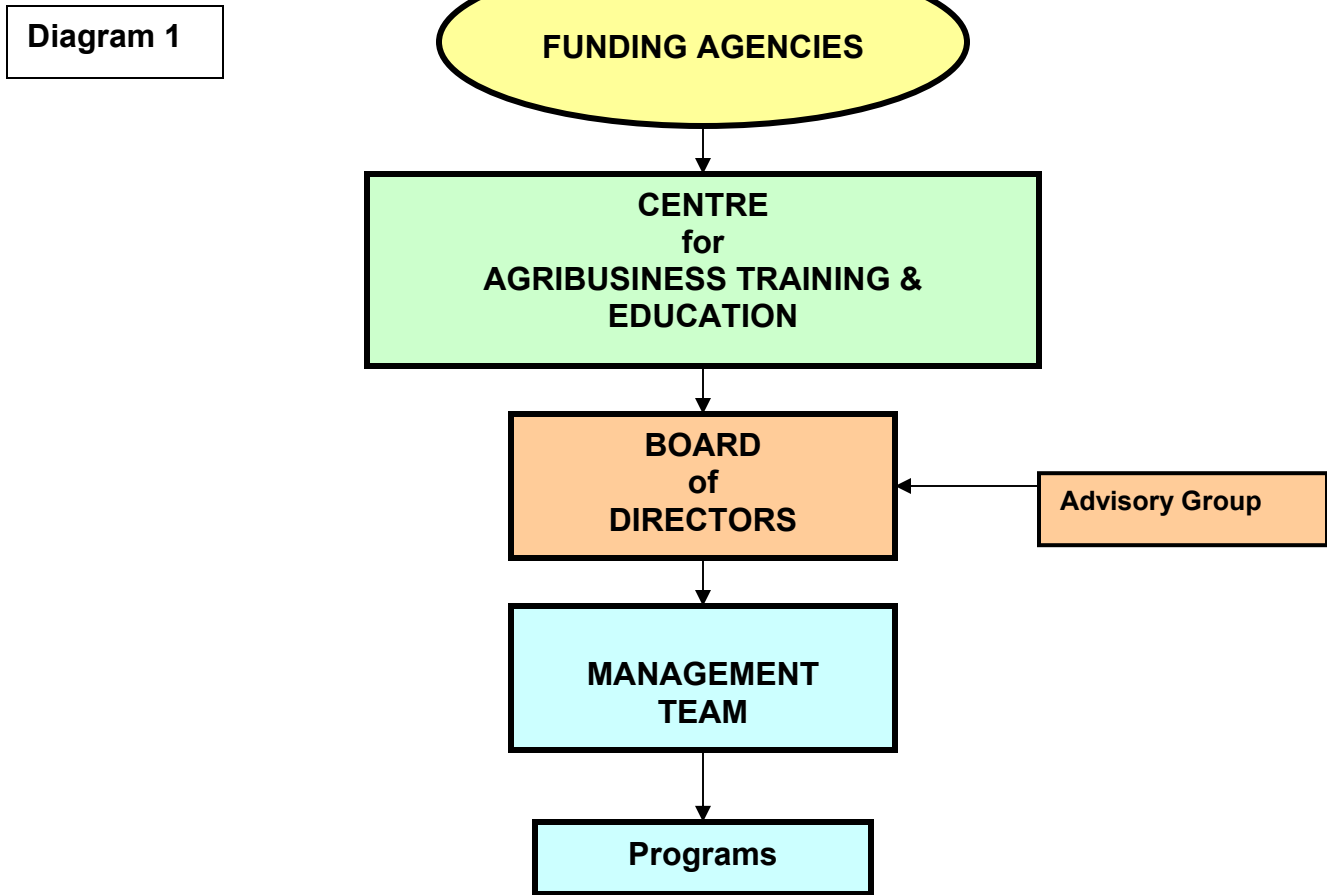 Diagram 1
FUNDING AGENCIES
CENTRE
for
AGRIBUSINESS TRAINING &
EDUCATION
BOARD
of
DIRECTORS
Advisory Group
MANAGEMENT
TEAM
Programs